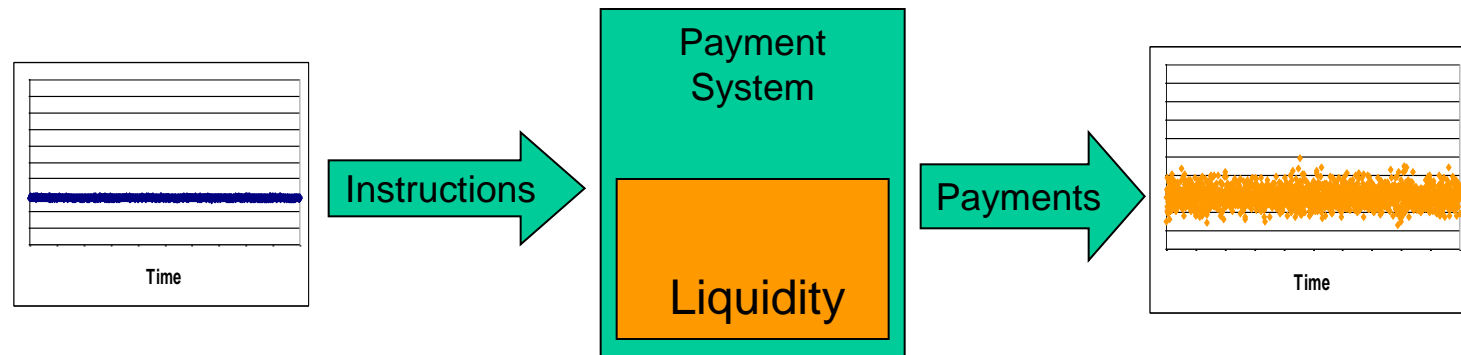 Payment
System
Instructions
Payments
Liquidity
Time
Time